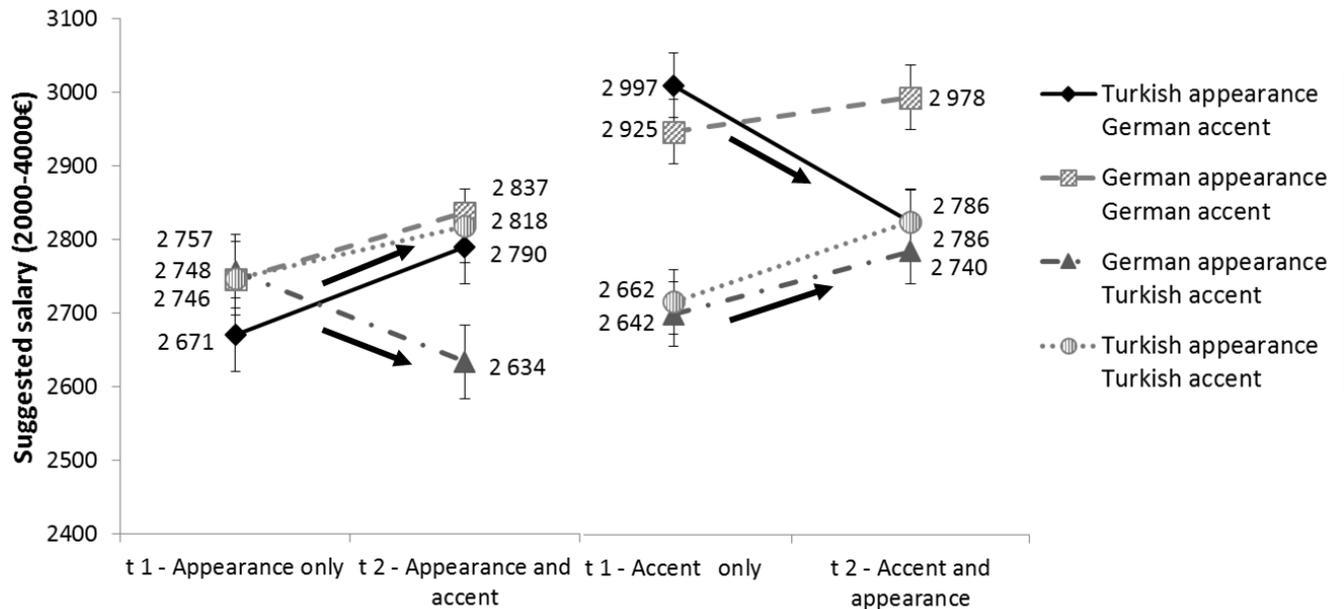 Suggested salary (2000-4000€)
3100
3000
2900
2800
2700
2600
2500
2400
2 757
2 748
2 746
2 671
2 837
2 818
2 790
2 634
2 997
2 925
2 662
2 642
2 978
2 786
2 786
2 740
t 1 - Appearance only
t 2 - Appearance and
accent
t 1 - Accent only
t 2 - Accent and
appearance
Turkish appearance
German accent
German appearance
German accent
German appearance
Turkish accent
Turkish appearance
Turkish accent